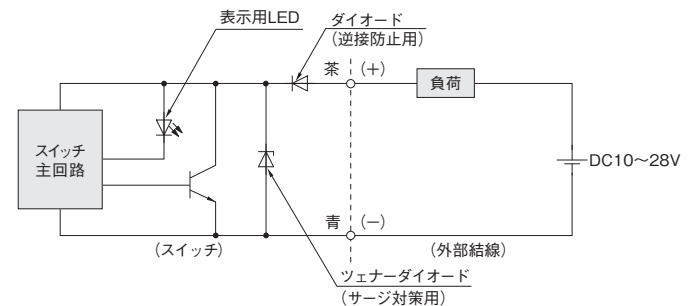 表示用LED
ダイオード
(逆接防止用)
茶 (+)
負荷
スイッチ
主回路
DC10〜28V
青 (−)
(スイッチ)
(外部結線)
ツェナーダイオード
(サージ対策用)